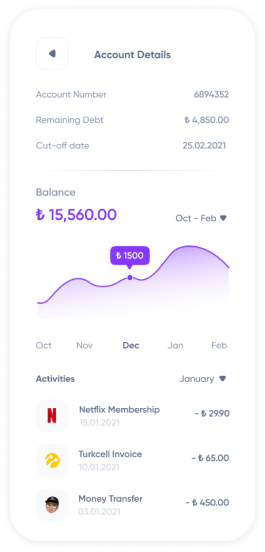 Account Details
Account Number 6894352
Remaining Debt ₺ 4,850.00
Cut-off date 25.02.2021
Balance
₺ 15,560.00 Oct - Feb
₺ 1500
Oct Nov Dec Jan Feb
Activities January
Netflix Membership - ₺ 29.90
15.01.2021
Turkcell Invoice - ₺ 65.00
10.01.2021
Money Transfer - ₺ 450.00
03.01.2021